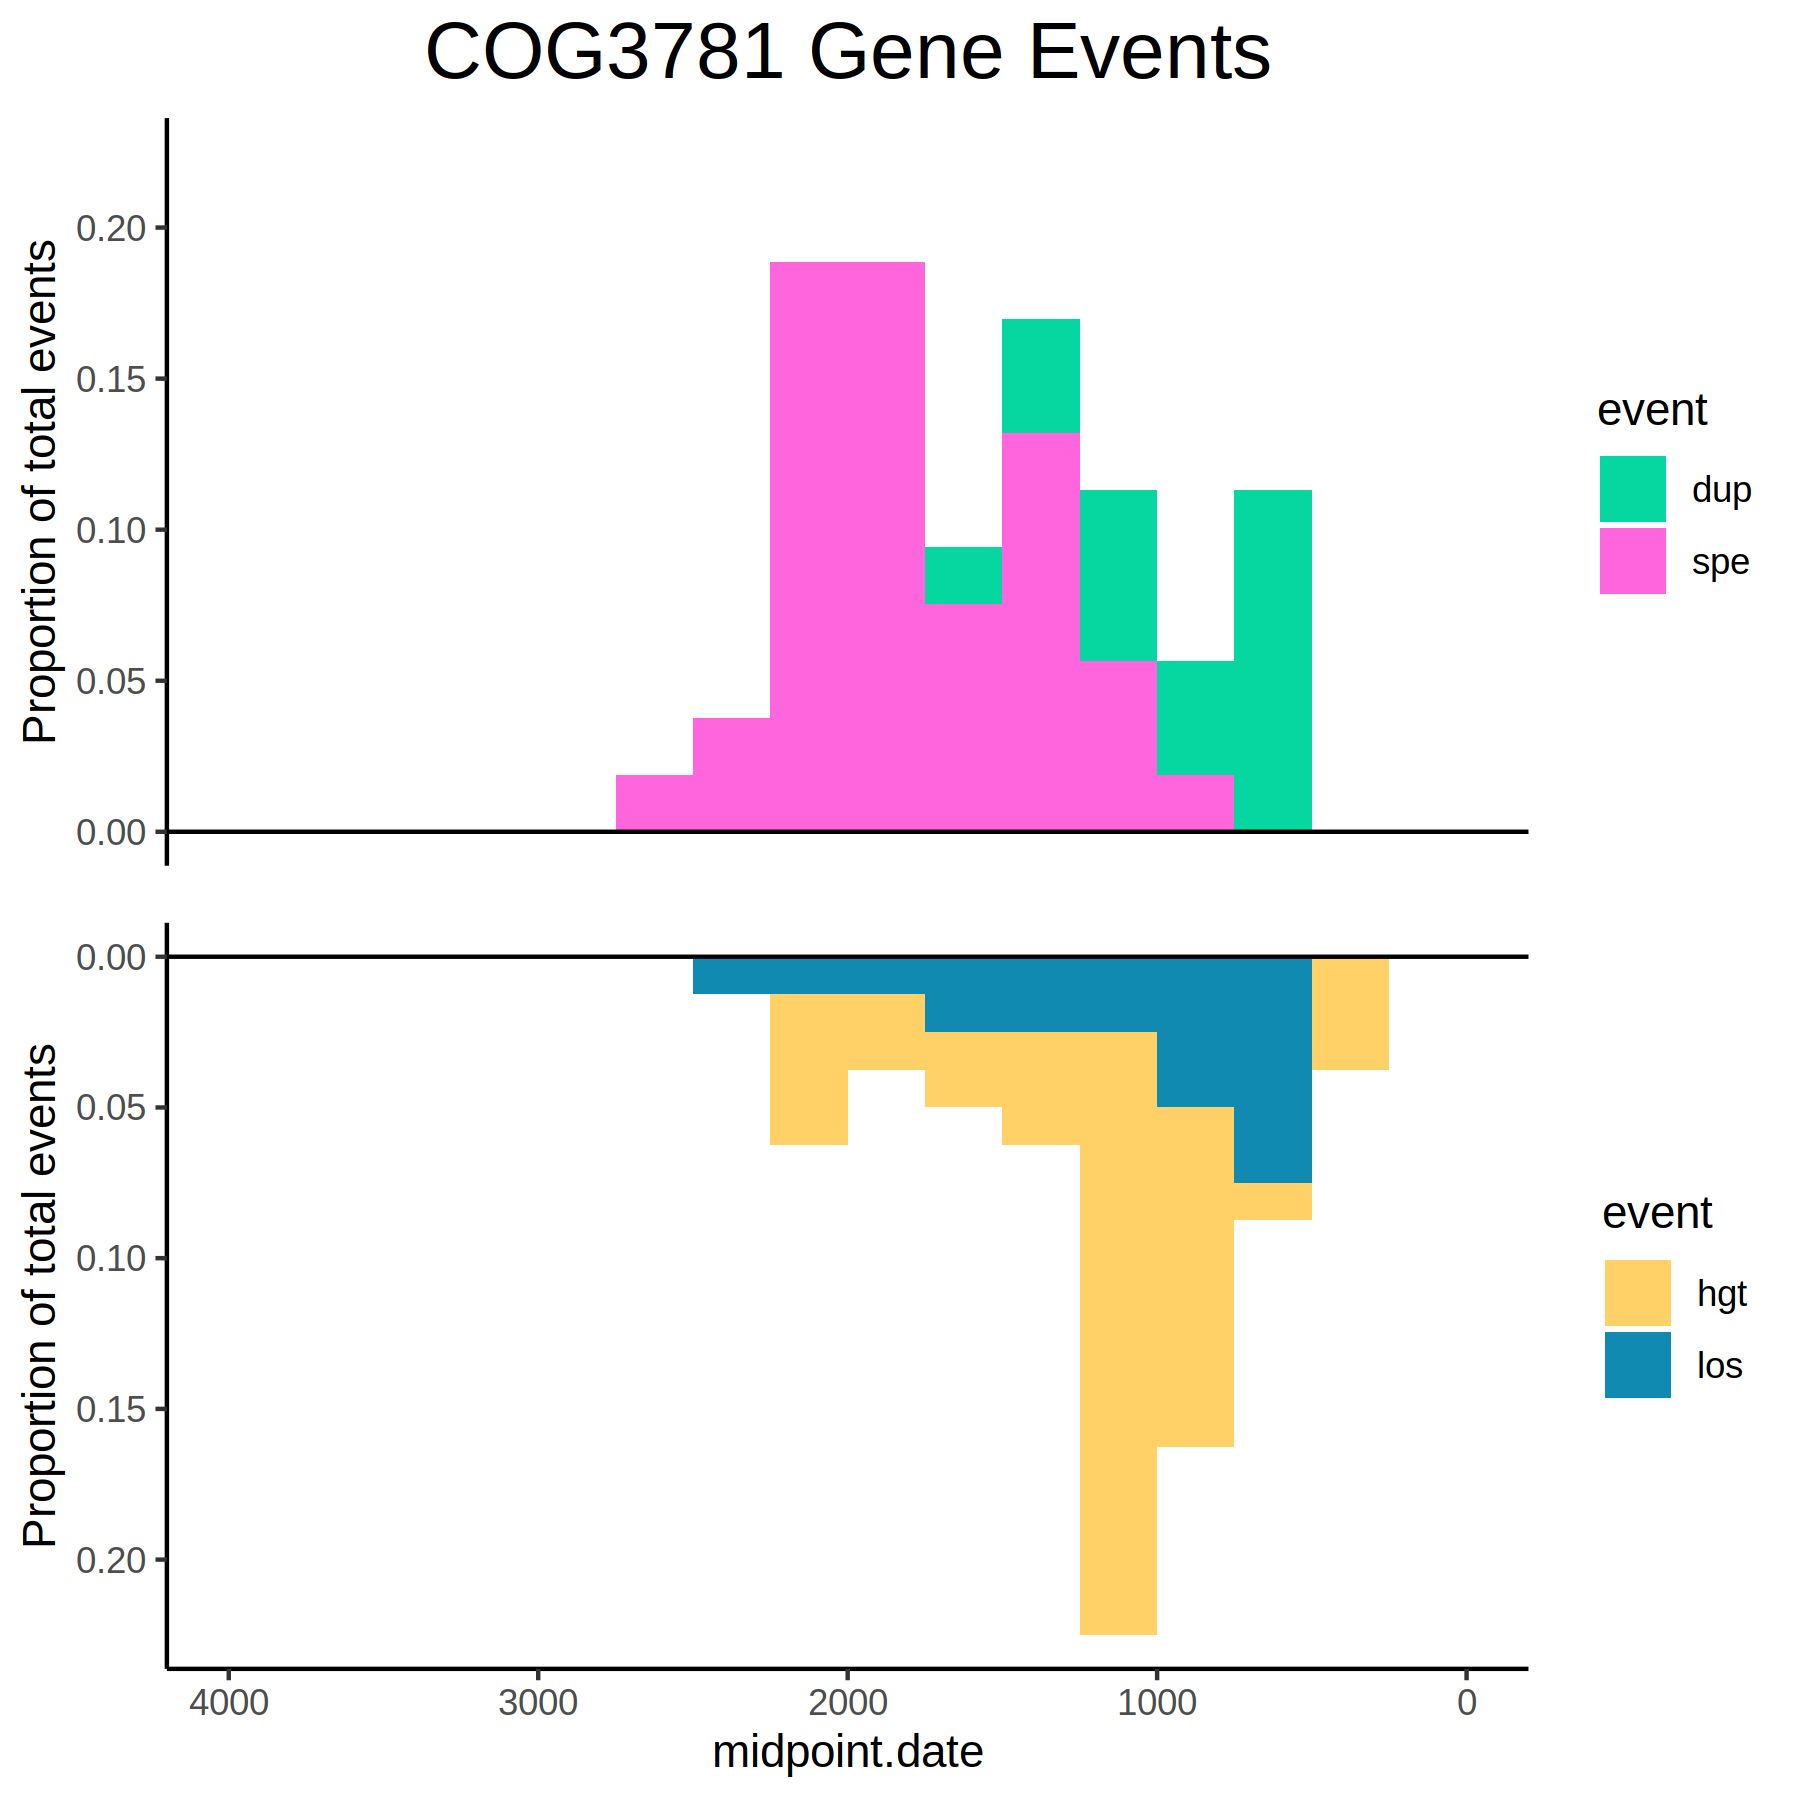 COG3781 Gene Events
Proportion of total events
0.20
0.15
0.10
0.05
0.00
event
dup
spe
Proportion of total events
0.00
0.05
0.10
0.15
0.20
event
hgt
los
4000 3000 2000 1000 0
midpoint.date